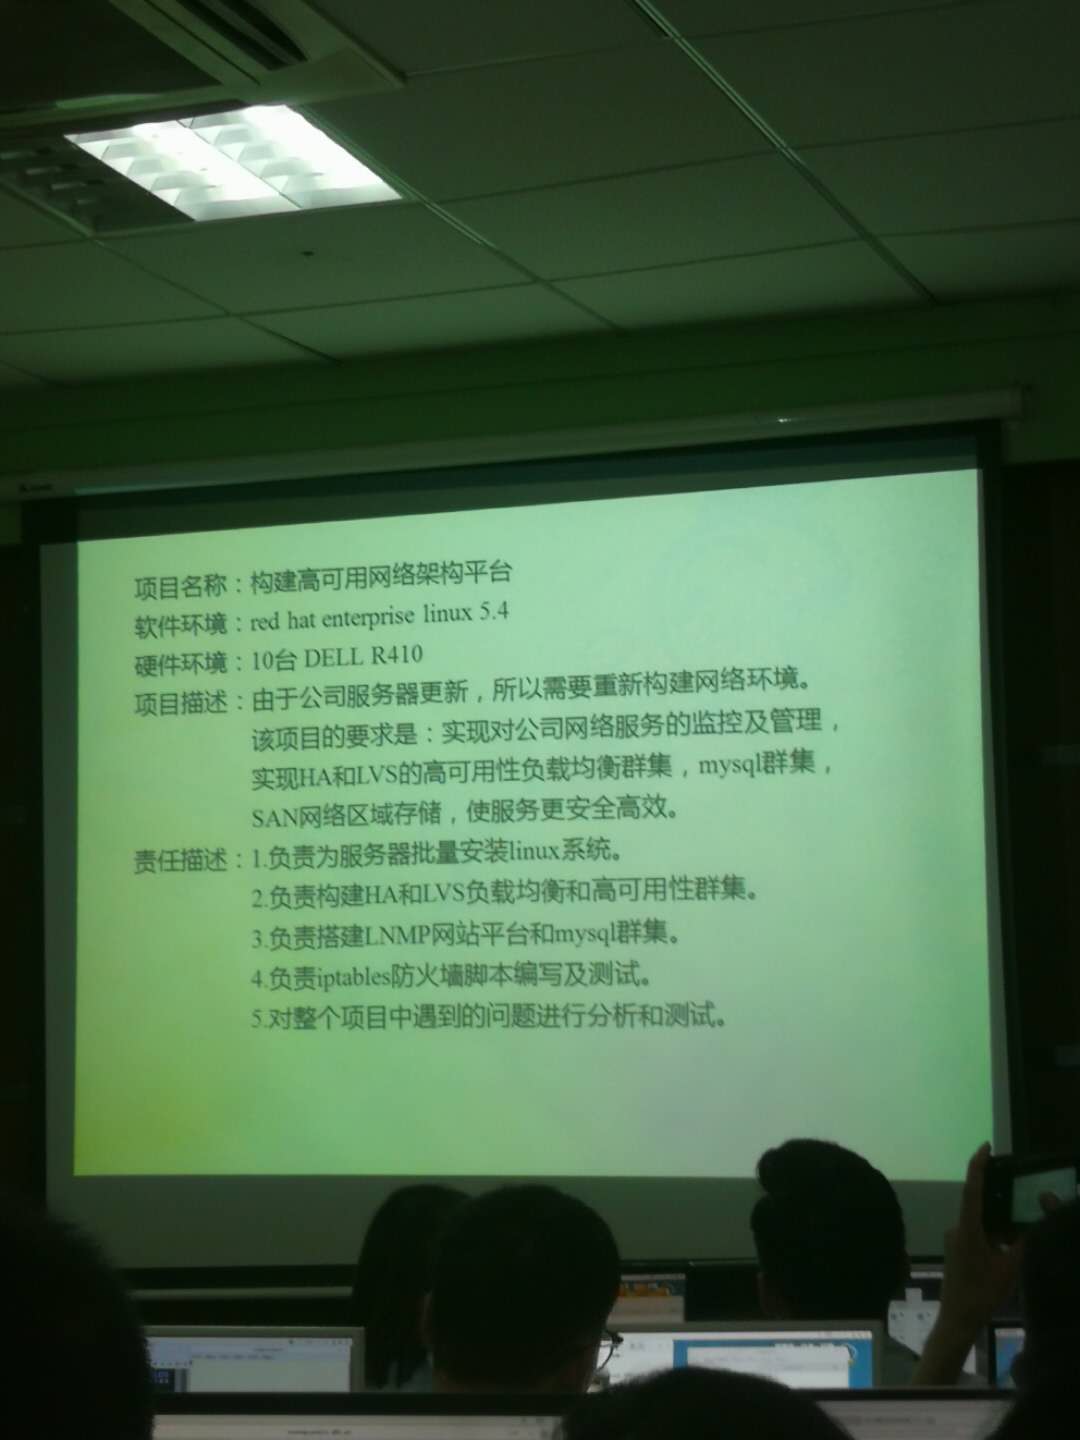 项目名称：构建高可用网络架构平台
软件环境：red hat enterprise linux 5.4
硬件环境：10台 DELL R410
项目描述：由于公司服务器更新，所以需要重新构建网络环境。
该项目的要求是：实现对公司网络服务的监控及管理，
实现HA和LVS的高可用性负载均衡群集，mysql群集，
SAN网络区域存储，使服务更安全高效。
责任描述：1.负责为服务器批量安装linux系统。
2.负责构建HA和LVS负载均衡和高可用性群集。
3.负责搭建LNMP网站平台和mysql群集。
4.负责iptables防火墙脚本编写及测试。
5.对整个项目中遇到的问题进行分析和测试。